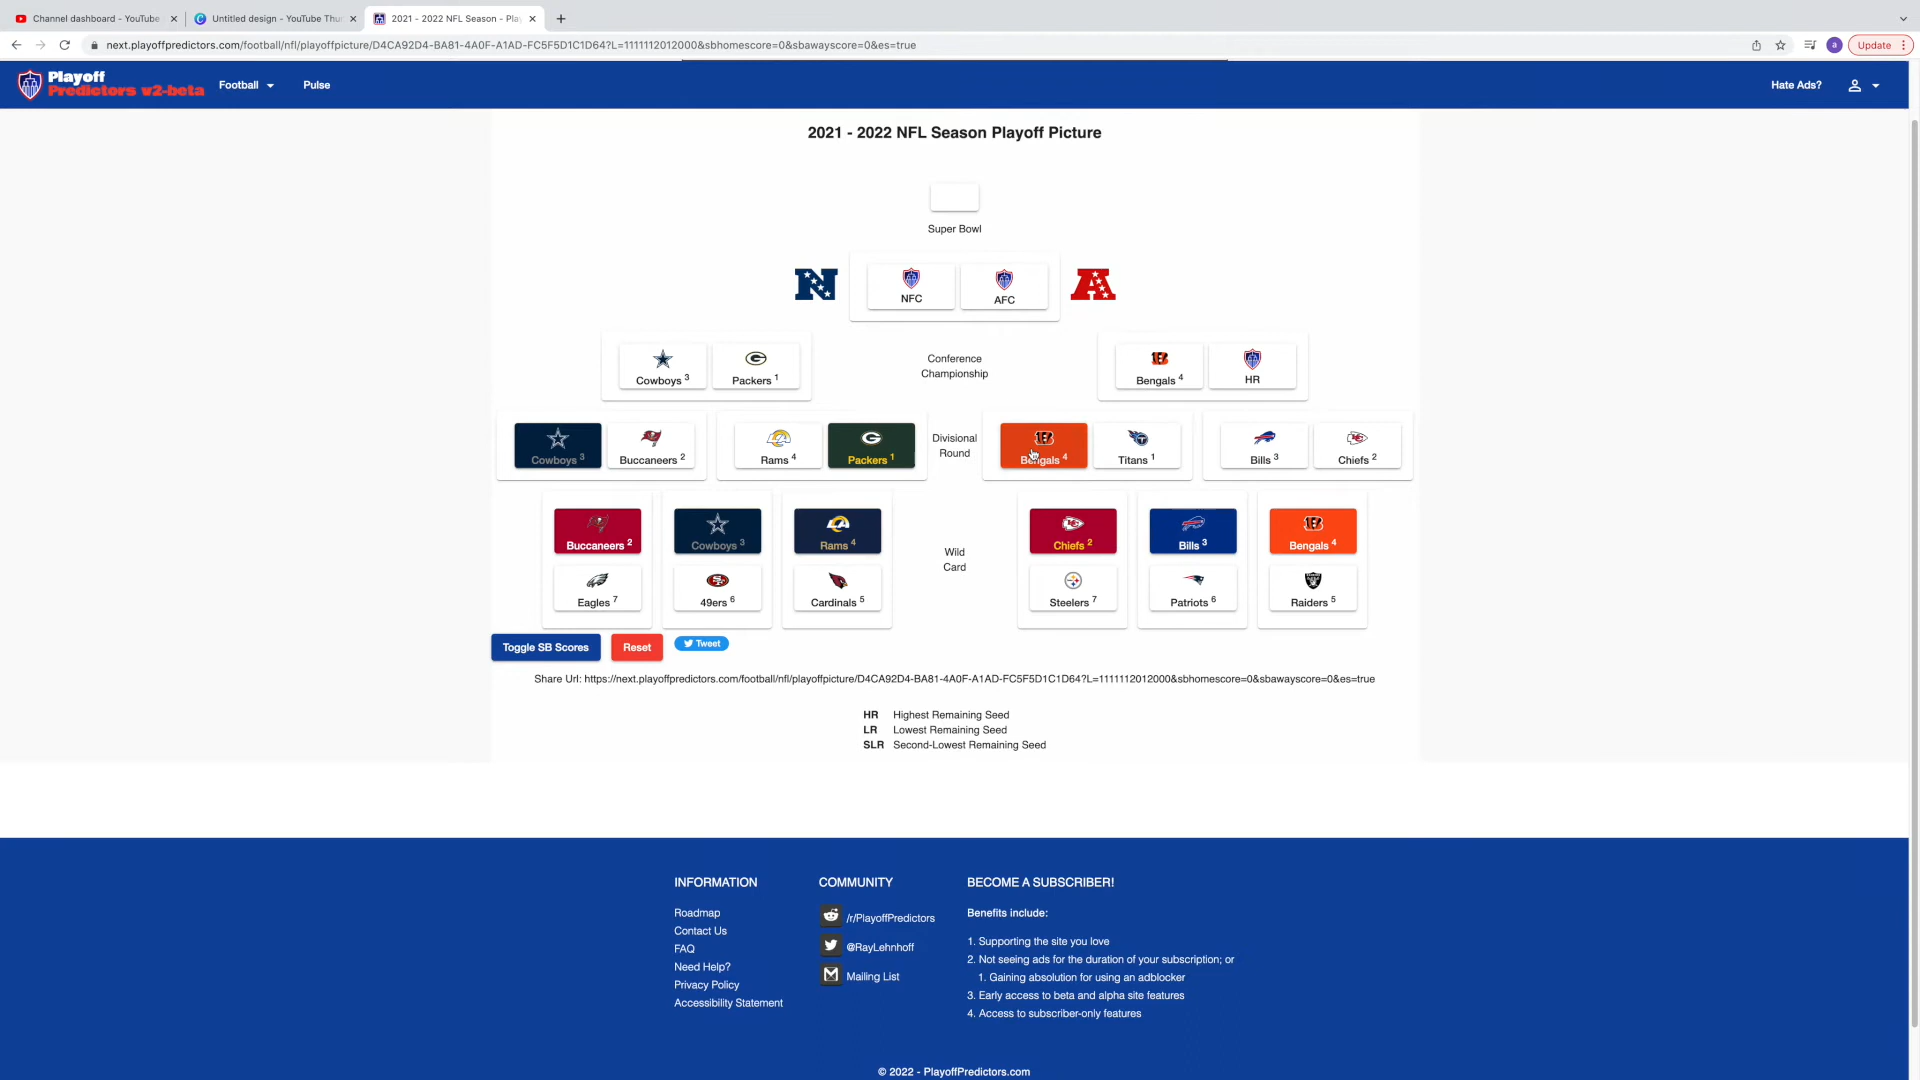 Channel dashboard - YouTube
Untitled design - YouTube Thu
2021 - 2022 NFL Season - Play
next.playoffpredictors.com/football/nfl/playoffpicture/D4CA92D4-BA81-4A0F-A1AD-FC5F5D1C1D64?L=1111112012000&sbhomescore=0&sbawayscore=0&es=true
a
Update
Playoff
Predictors v2-beta
Football
Pulse
Hate Ads?
2021 - 2022 NFL Season Playoff Picture
Super Bowl
N
NFC
AFC
A
Cowboys 3
Packers 1
Conference
Championship
Bengals 4
HR
Cowboys 3
Buccaneers 2
Rams 4
Packers 1
Divisional
Round
Bengals 4
Titans 1
Bills 3
Chiefs 2
Buccaneers 2
Cowboys 3
Rams 4
Chiefs 2
Bills 3
Bengals 4
Wild
Card
Eagles 7
49ers 6
Cardinals 5
Steelers 7
Patriots 6
Raiders 5
Toggle SB Scores
Reset
Tweet
Share Url: https://next.playoffpredictors.com/football/nfl/playoffpicture/D4CA92D4-BA81-4A0F-A1AD-FC5F5D1C1D64?L=1111112012000&sbhomescore=0&sbawayscore=0&es=true
HR Highest Remaining Seed
LR Lowest Remaining Seed
SLR Second-Lowest Remaining Seed
INFORMATION
Roadmap
Contact Us
FAQ
Need Help?
Privacy Policy
Accessibility Statement
COMMUNITY
/r/PlayoffPredictors
@RayLehnhoff
Mailing List
BECOME A SUBSCRIBER!
Benefits include:
1. Supporting the site you love
2. Not seeing ads for the duration of your subscription; or
1. Gaining absolution for using an adblocker
3. Early access to beta and alpha site features
4. Access to subscriber-only features
© 2022 - PlayoffPredictors.com